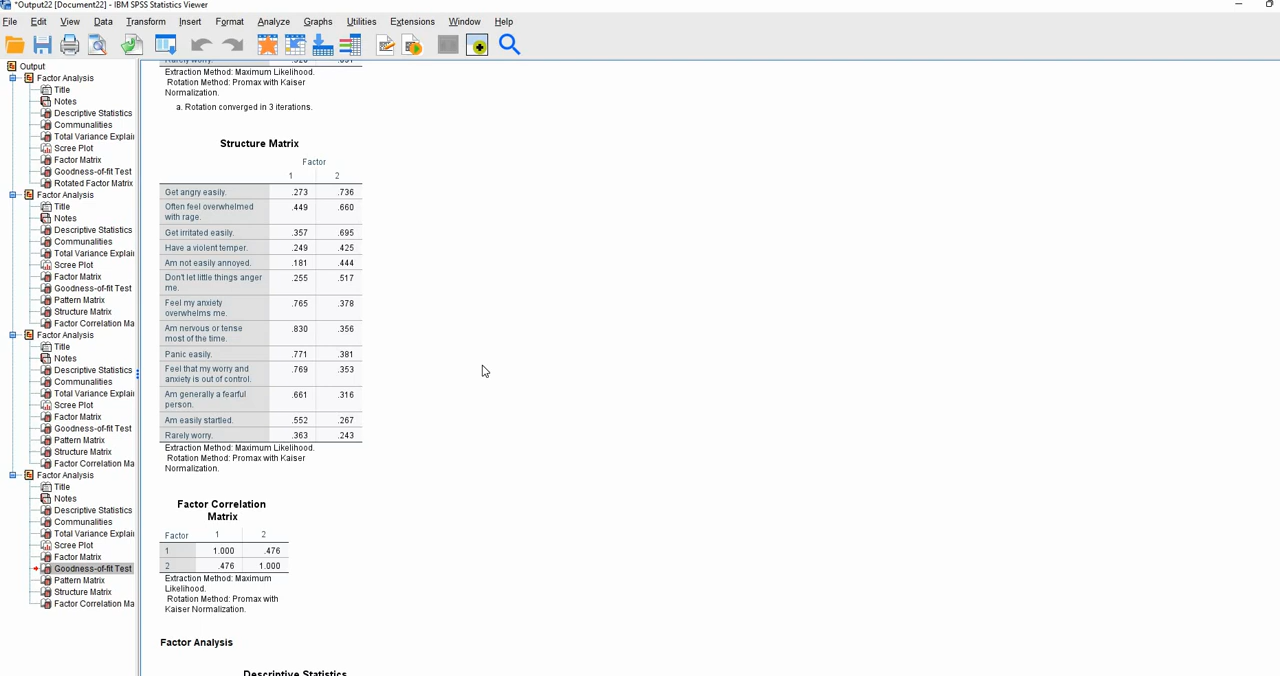 *Output22 [Document22] - IBM SPSS Statistics Viewer
File Edit View Data Transform Insert Format Analyze Graphs Utilities Extensions Window Help
Output
Factor Analysis
Title
Notes
Descriptive Statistics
Communalities
Total Variance Explai
Scree Plot
Factor Matrix
Goodness-of-fit Test
Rotated Factor Matrix
Factor Analysis
Title
Notes
Descriptive Statistics
Communalities
Total Variance Explai
Scree Plot
Factor Matrix
Goodness-of-fit Test
Pattern Matrix
Structure Matrix
Factor Correlation Ma
Factor Analysis
Title
Notes
Descriptive Statistics
Communalities
Total Variance Explai
Scree Plot
Factor Matrix
Goodness-of-fit Test
Pattern Matrix
Structure Matrix
Factor Correlation Ma
Factor Analysis
Title
Notes
Descriptive Statistics
Communalities
Total Variance Explai
Scree Plot
Factor Matrix
Goodness-of-fit Test
Pattern Matrix
Structure Matrix
Factor Correlation Ma
Rarely worry.
Extraction Method: Maximum Likelihood.
Rotation Method: Promax with Kaiser
Normalization.
a. Rotation converged in 3 iterations.
Structure Matrix
Factor
1 2
Get angry easily. .273 .736
Often feel overwhelmed .449 .660
with rage.
Get irritated easily. .357 .695
Have a violent temper. .249 .425
Am not easily annoyed. .181 .444
Don't let little things anger .255 .517
me.
Feel my anxiety .765 .378
overwhelms me.
Am nervous or tense .830 .356
most of the time.
Panic easily. .771 .381
Feel that my worry and .769 .353
anxiety is out of control.
Am generally a fearful .661 .316
person.
Am easily startled. .552 .267
Rarely worry. .363 .243
Extraction Method: Maximum Likelihood.
Rotation Method: Promax with Kaiser
Normalization.
Factor Correlation
Matrix
Factor 1 2
1 1.000 .476
2 .476 1.000
Extraction Method: Maximum
Likelihood.
Rotation Method: Promax with
Kaiser Normalization.
Factor Analysis
Descriptive Statistics